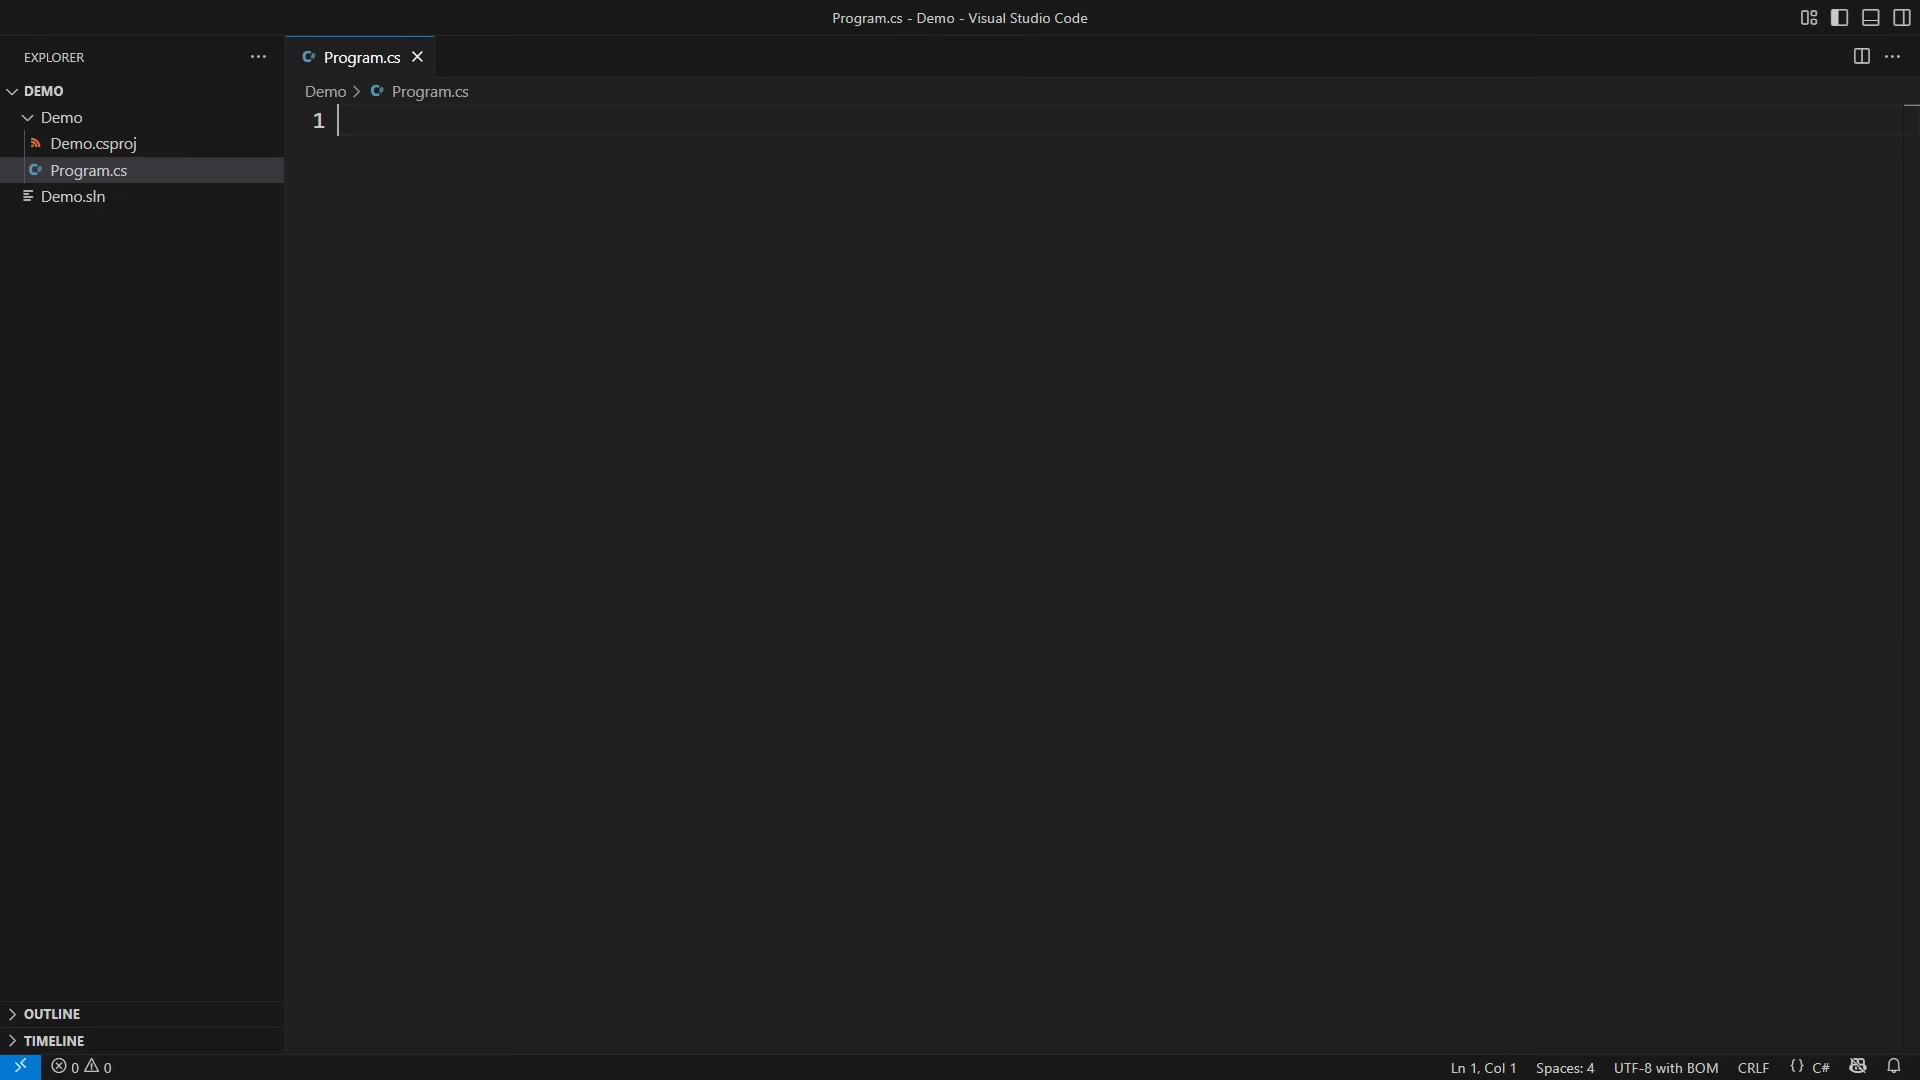 Program.cs - Demo - Visual Studio Code
EXPLORER
DEMO
Demo
Demo.csproj
Program.cs
Demo.sln
OUTLINE
TIMELINE
Program.cs
Demo > Program.cs
1
0 0
Ln 1, Col 1
Spaces: 4
UTF-8 with BOM
CRLF
{ } C#